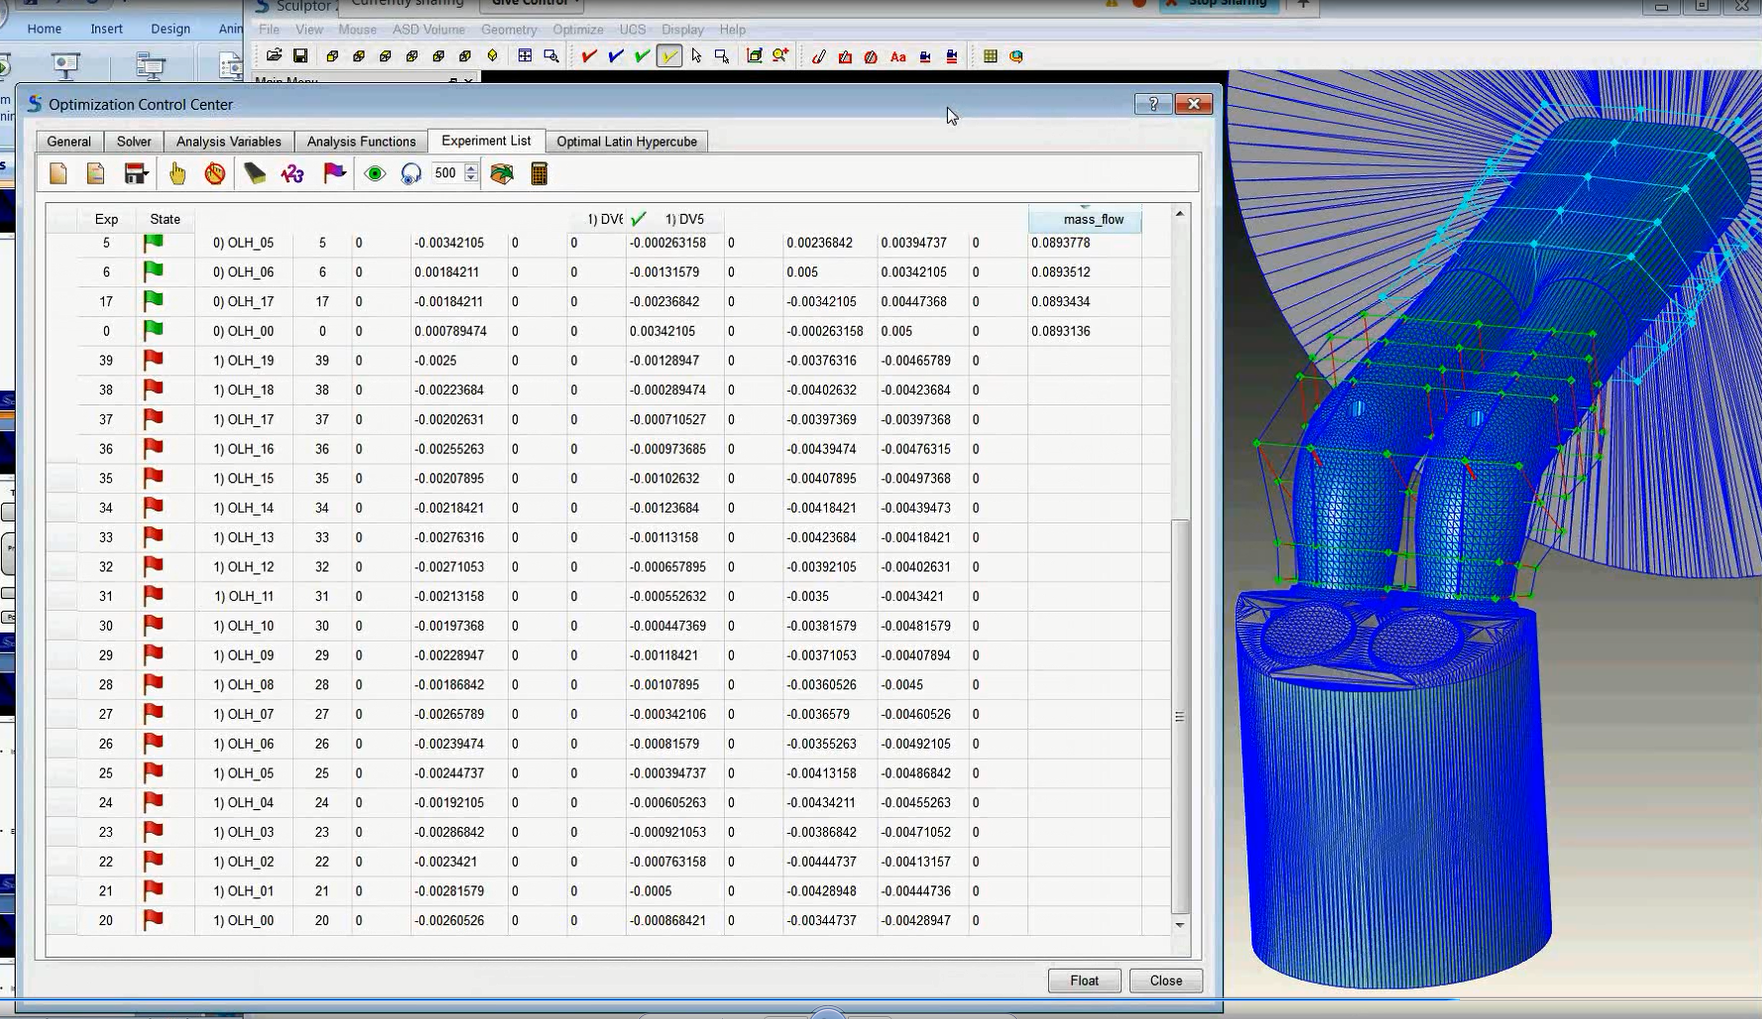 Sculptor
Currently sharing
Give Control
Stop Sharing
Home Insert Design Anin
File View Mouse ASD Volume Geometry Optimize UCS Display Help
Aa
Main Menu
Optimization Control Center
?
General Solver Analysis Variables Analysis Functions Experiment List Optimal Latin Hypercube
123 500
Exp State 1) DV6 1) DV5 mass_flow
5 0) OLH_05 5 0 -0.00342105 0 0 -0.000263158 0 0.00236842 0.00394737 0 0.0893778
6 0) OLH_06 6 0 0.00184211 0 0 -0.00131579 0 0.005 0.00342105 0 0.0893512
17 0) OLH_17 17 0 -0.00184211 0 0 -0.00236842 0 -0.00342105 0.00447368 0 0.0893434
0 0) OLH_00 0 0 0.000789474 0 0 0.00342105 0 -0.000263158 0.005 0 0.0893136
39 1) OLH_19 39 0 -0.0025 0 0 -0.00128947 0 -0.00376316 -0.00465789 0
38 1) OLH_18 38 0 -0.00223684 0 0 -0.000289474 0 -0.00402632 -0.00423684 0
37 1) OLH_17 37 0 -0.00202631 0 0 -0.000710527 0 -0.00397369 -0.00397368 0
36 1) OLH_16 36 0 -0.00255263 0 0 -0.000973685 0 -0.00439474 -0.00476315 0
35 1) OLH_15 35 0 -0.00207895 0 0 -0.00102632 0 -0.00407895 -0.00497368 0
34 1) OLH_14 34 0 -0.00218421 0 0 -0.00123684 0 -0.00418421 -0.00439473 0
33 1) OLH_13 33 0 -0.00276316 0 0 -0.00113158 0 -0.00423684 -0.00418421 0
32 1) OLH_12 32 0 -0.00271053 0 0 -0.000657895 0 -0.00392105 -0.00402631 0
31 1) OLH_11 31 0 -0.00213158 0 0 -0.000552632 0 -0.0035 -0.0043421 0
30 1) OLH_10 30 0 -0.00197368 0 0 -0.000447369 0 -0.00381579 -0.00481579 0
29 1) OLH_09 29 0 -0.00228947 0 0 -0.00118421 0 -0.00371053 -0.00407894 0
28 1) OLH_08 28 0 -0.00186842 0 0 -0.00107895 0 -0.00360526 -0.0045 0
27 1) OLH_07 27 0 -0.00265789 0 0 -0.000342106 0 -0.0036579 -0.00460526 0
26 1) OLH_06 26 0 -0.00239474 0 0 -0.00081579 0 -0.00355263 -0.00492105 0
25 1) OLH_05 25 0 -0.00244737 0 0 -0.000394737 0 -0.00413158 -0.00486842 0
24 1) OLH_04 24 0 -0.00192105 0 0 -0.000605263 0 -0.00434211 -0.00455263 0
23 1) OLH_03 23 0 -0.00286842 0 0 -0.000921053 0 -0.00386842 -0.00471052 0
22 1) OLH_02 22 0 -0.0023421 0 0 -0.000763158 0 -0.00444737 -0.00413157 0
21 1) OLH_01 21 0 -0.00281579 0 0 -0.0005 0 -0.00428948 -0.00444736 0
20 1) OLH_00 20 0 -0.00260526 0 0 -0.000868421 0 -0.00344737 -0.00428947 0
Float Close